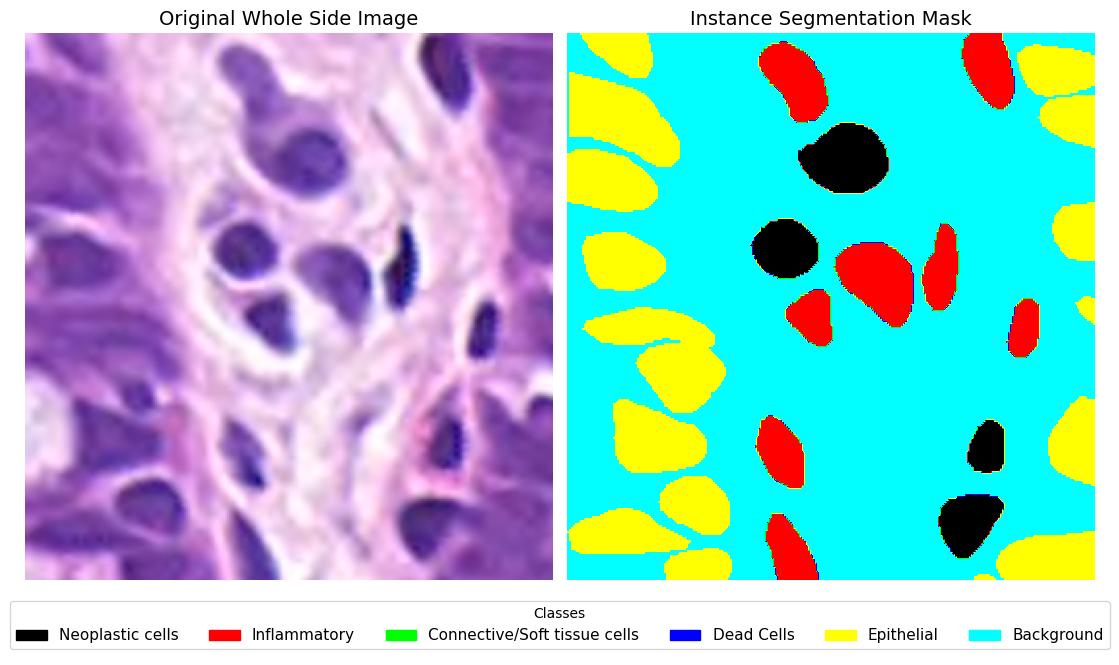 Original Whole Side Image
Instance Segmentation Mask
Classes
Neoplastic cells
Inflammatory
Connective/Soft tissue cells
Dead Cells
Epithelial
Background